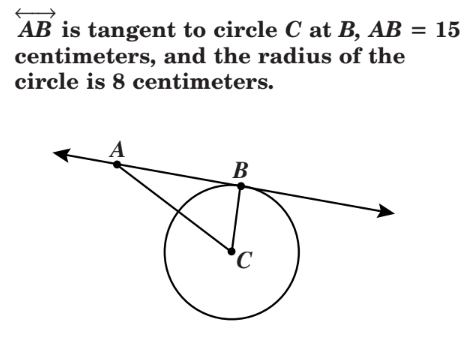 AB is tangent to circle C at B, AB = 15
centimeters, and the radius of the
circle is 8 centimeters.
A
B
C